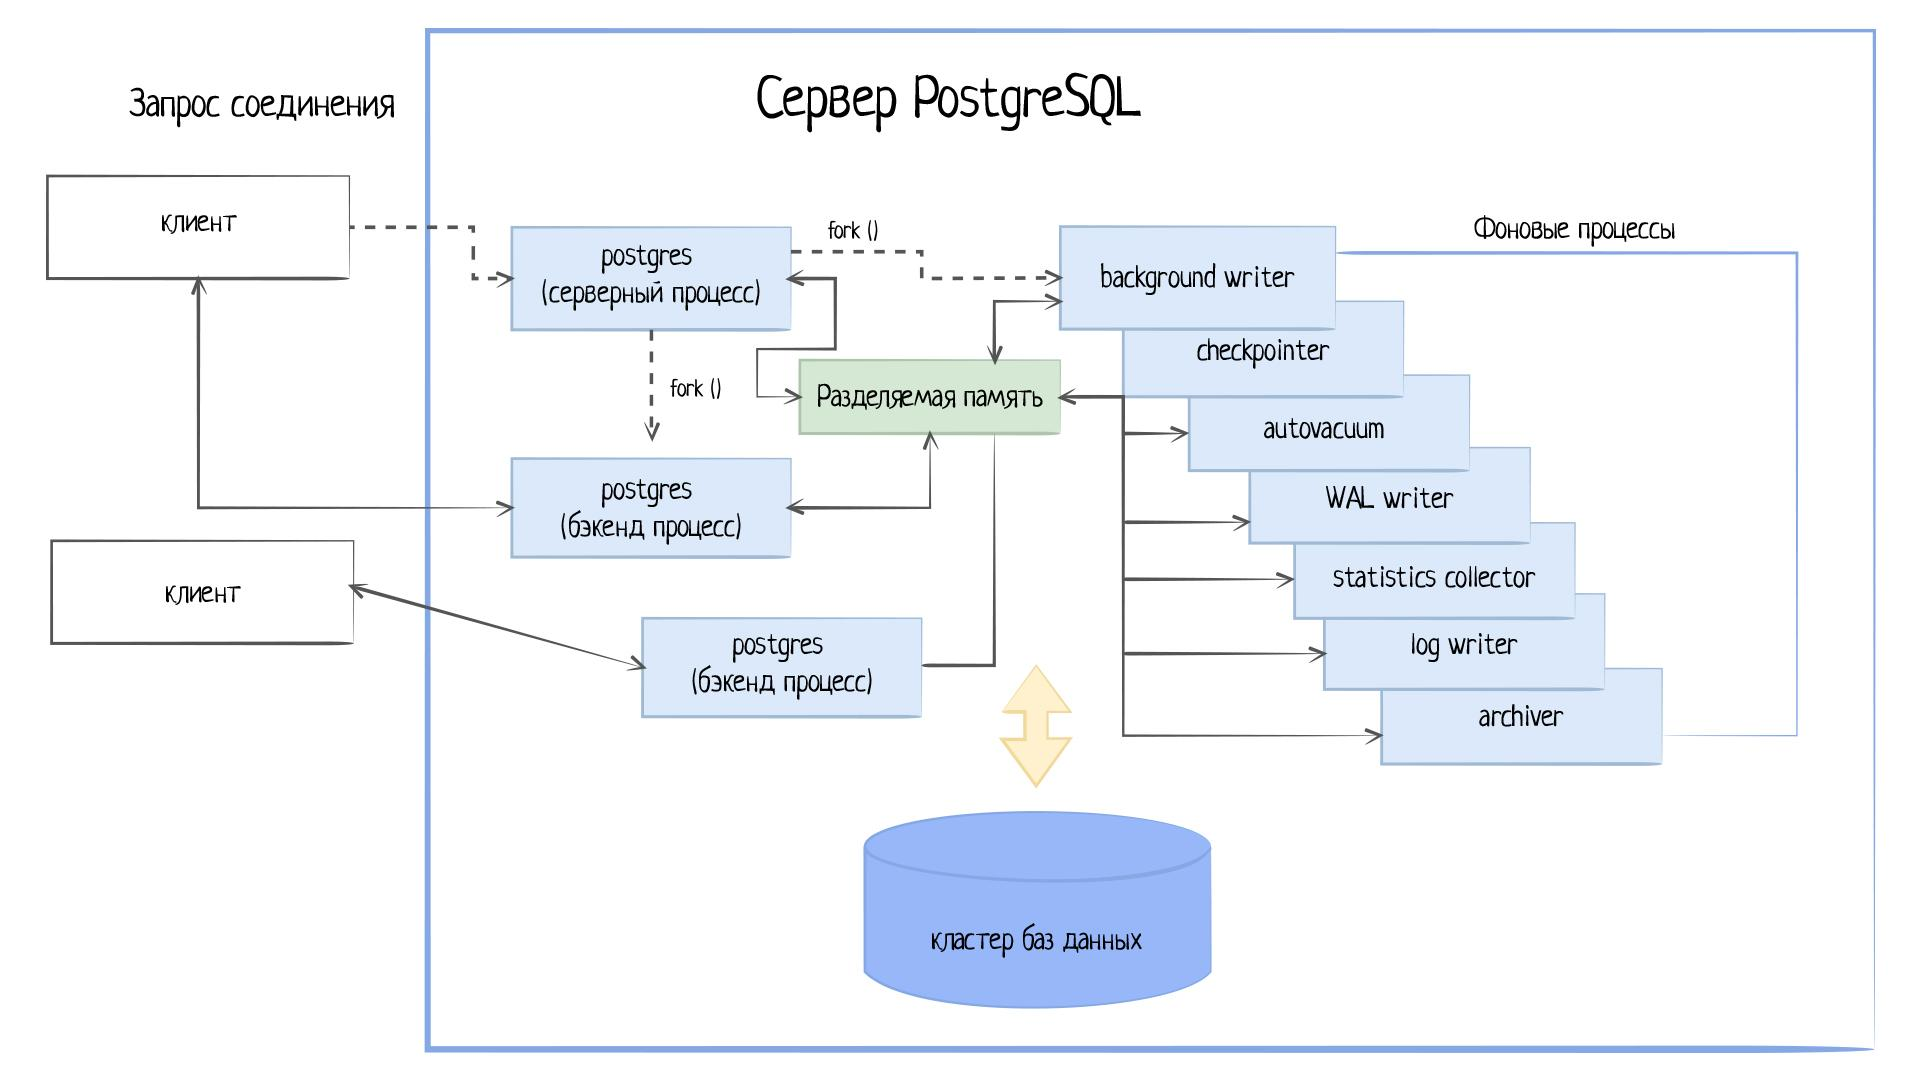 Сервер PostgreSQL
Запрос соединения
клиент
postgres
(серверный процесс)
fork ()
fork ()
background writer
Фоновые процессы
checkpointer
Разделяемая память
autovacuum
postgres
(бэкенд процесс)
WAL writer
statistics collector
клиент
postgres
(бэкенд процесс)
log writer
archiver
кластер баз данных